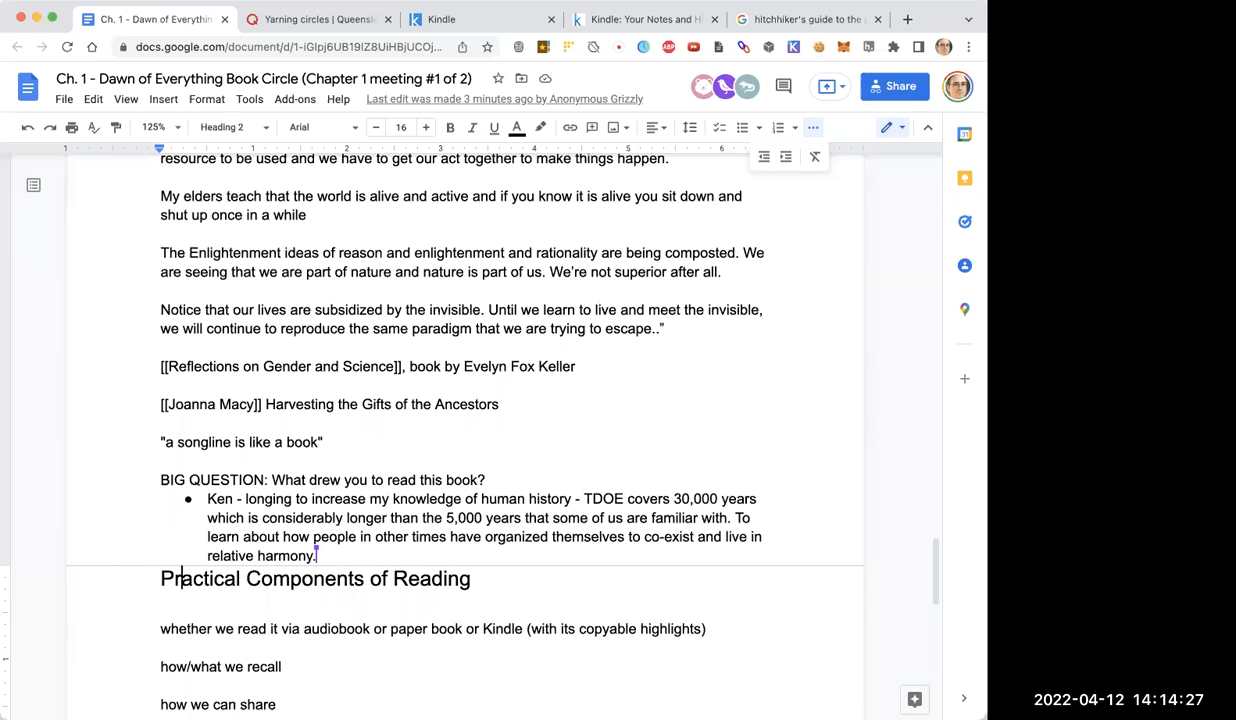 Ch. 1 - Dawn of Everythin
Yarning circles | Queensl
Kindle
Kindle: Your Notes and H
hitchhiker's guide to the
docs.google.com/document/d/1-iGlpj6UB19IZ8UiHBjUCOj...
Ch. 1 - Dawn of Everything Book Circle (Chapter 1 meeting #1 of 2)
Share
File Edit View Insert Format Tools Add-ons Help Last edit was made 3 minutes ago by Anonymous Grizzly
125% Heading 2 Arial 16 B I U A
1 1 2 3 4 5 6
resource to be used and we have to get our act together to make things happen.
My elders teach that the world is alive and active and if you know it is alive you sit down and
shut up once in a while
The Enlightenment ideas of reason and enlightenment and rationality are being composted. We
are seeing that we are part of nature and nature is part of us. We're not superior after all.
Notice that our lives are subsidized by the invisible. Until we learn to live and meet the invisible,
we will continue to reproduce the same paradigm that we are trying to escape..”
[[Reflections on Gender and Science]], book by Evelyn Fox Keller
[[Joanna Macy]] Harvesting the Gifts of the Ancestors
"a songline is like a book"
BIG QUESTION: What drew you to read this book?
● Ken - longing to increase my knowledge of human history - TDOE covers 30,000 years
which is considerably longer than the 5,000 years that some of us are familiar with. To
learn about how people in other times have organized themselves to co-exist and live in
relative harmony.
Practical Components of Reading
whether we read it via audiobook or paper book or Kindle (with its copyable highlights)
how/what we recall
how we can share
2022-04-12 14:14:27